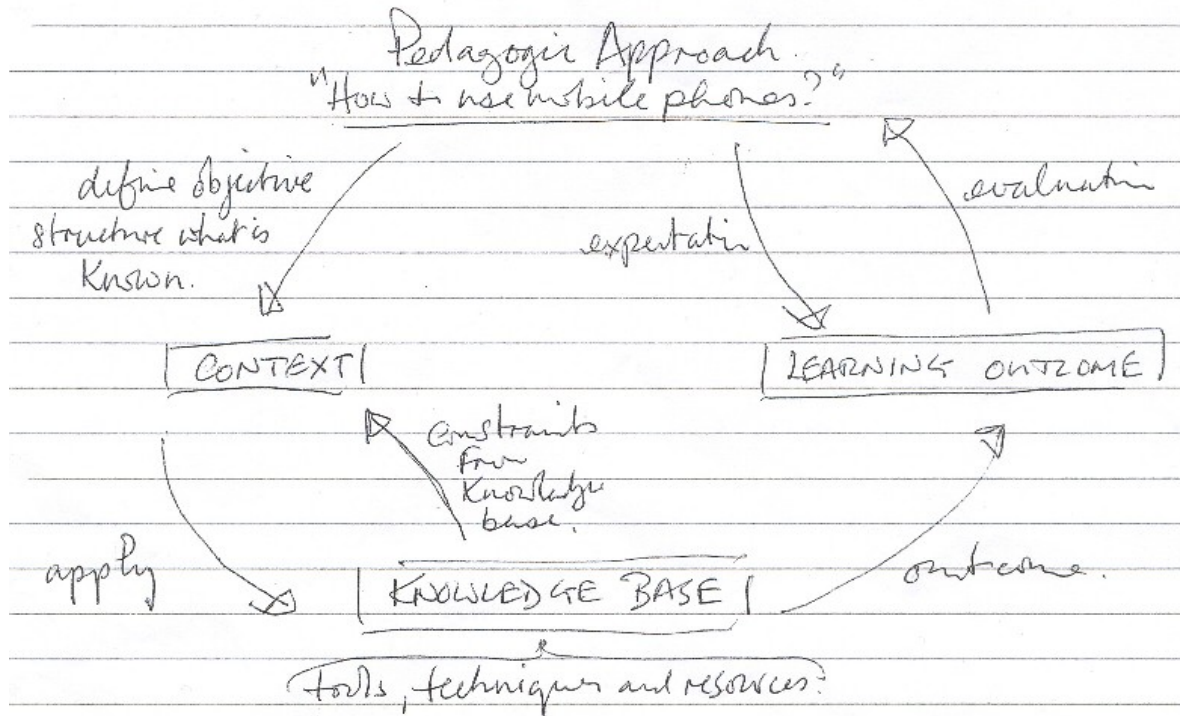 Pedagogic Approach.
"How to use mobile phones?"
define objective
structure what is
known.
expectation
evaluation
CONTEXT
LEARNING OUTCOME
constraints
from
knowledge
base.
apply
KNOWLEDGE BASE
outcome.
tools, techniques and resources.